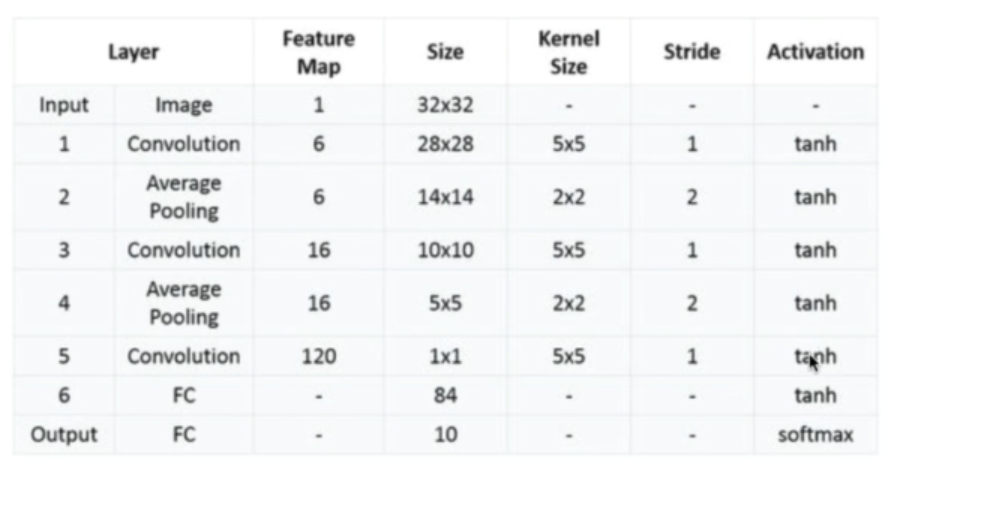 Layer Feature Map Size Kernel Size Stride Activation
Input Image 1 32x32 - - -
1 Convolution 6 28x28 5x5 1 tanh
2 Average Pooling 6 14x14 2x2 2 tanh
3 Convolution 16 10x10 5x5 1 tanh
4 Average Pooling 16 5x5 2x2 2 tanh
5 Convolution 120 1x1 5x5 1 tanh
6 FC - 84 - - tanh
Output FC - 10 - - softmax